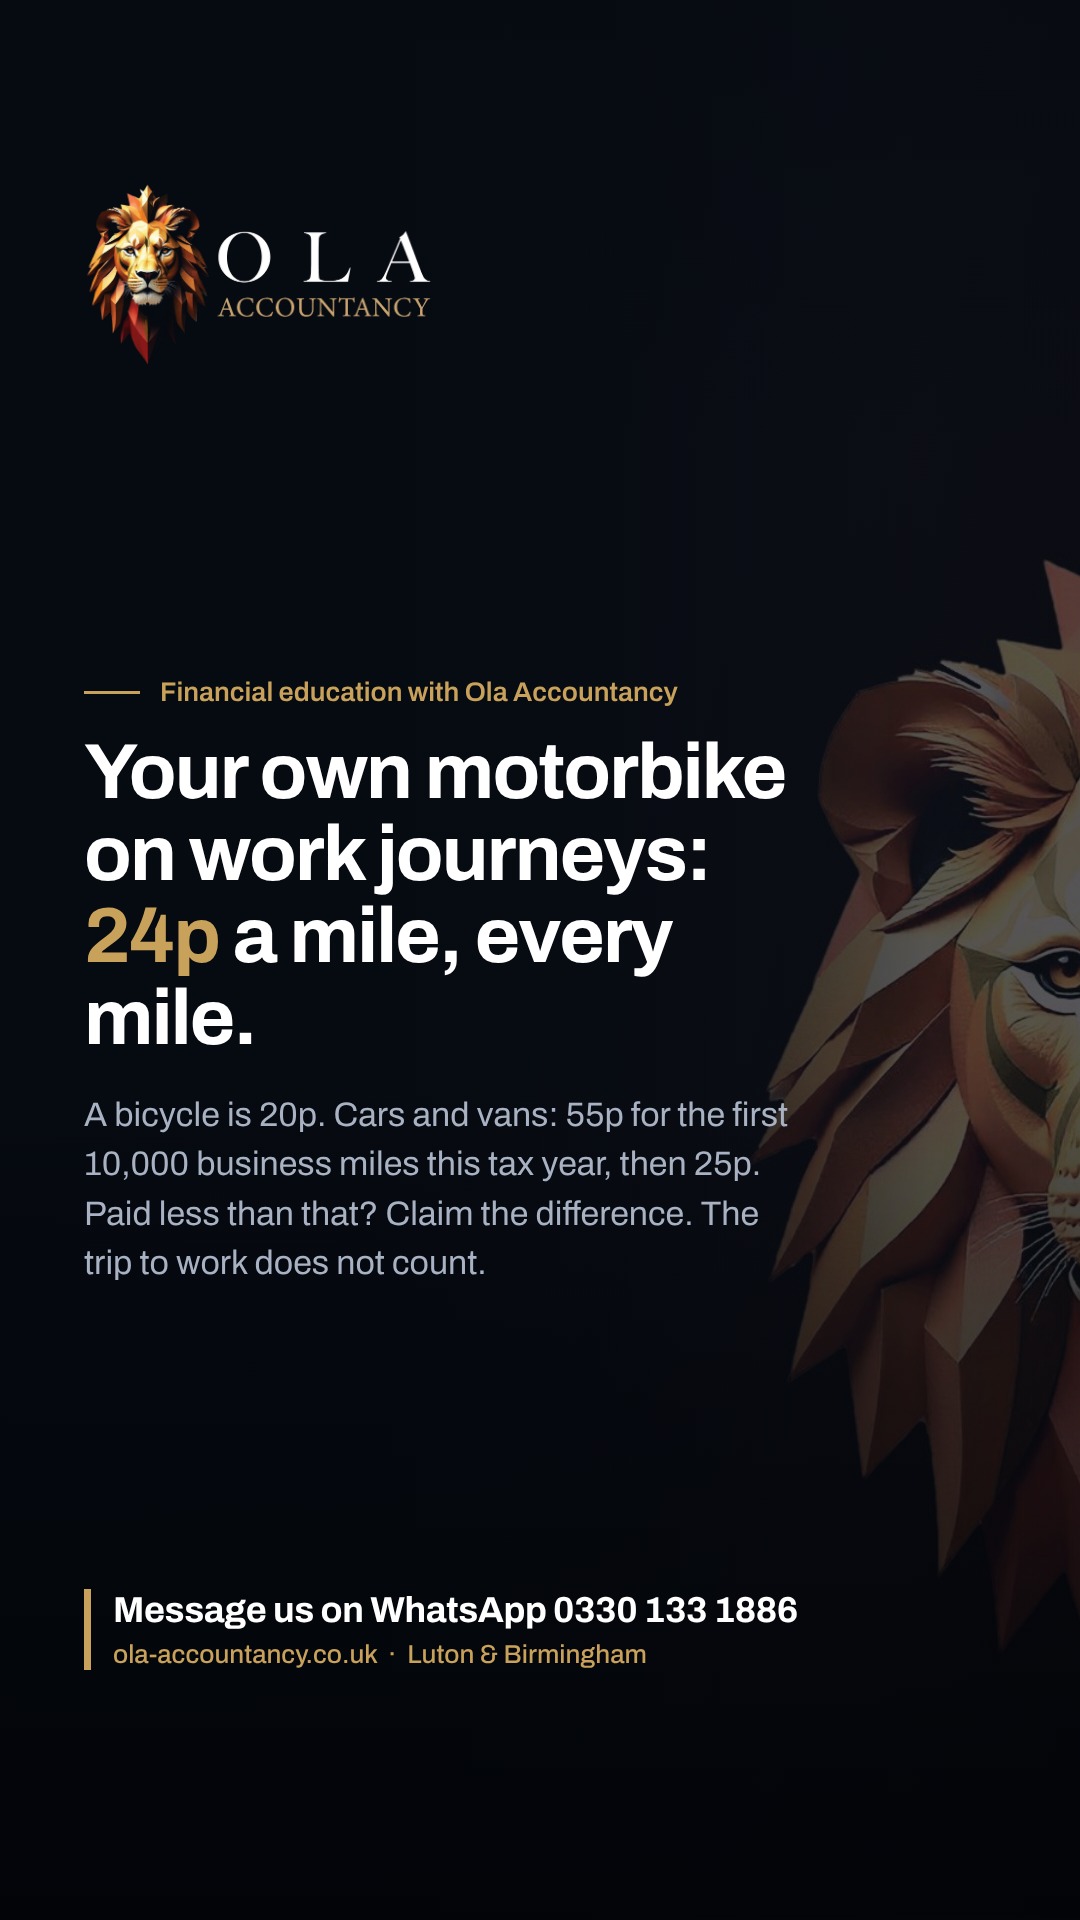 OLA
ACCOUNTANCY
Financial education with Ola Accountancy
Your own motorbike
on work journeys:
24p a mile, every
mile.
A bicycle is 20p. Cars and vans: 55p for the first
10,000 business miles this tax year, then 25p.
Paid less than that? Claim the difference. The
trip to work does not count.
Message us on WhatsApp 0330 133 1886
ola-accountancy.co.uk · Luton & Birmingham